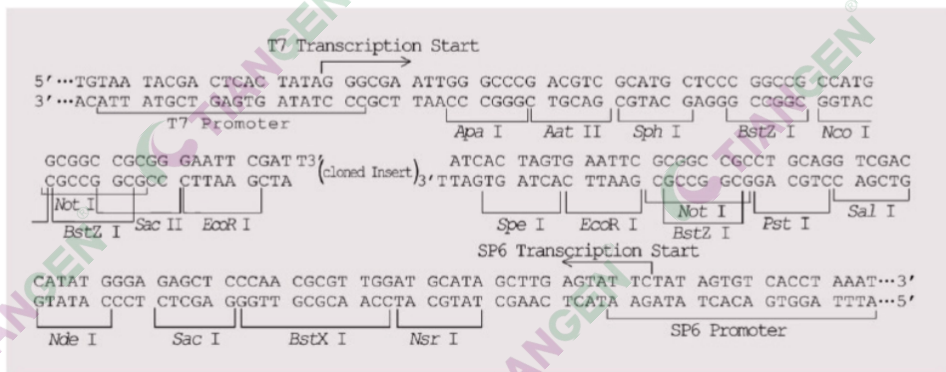 T7 Transcription Start
5′···TGTAA TACGA CTCAC TATAG GGCGA ATTGG GCCCG ACGTC GCATG CTCCC GGCCG CCATG
3′···ACATT ATGCT GAGTG ATATC CCGCT TAACC CGGGC TGCAG CGTAC GAGGG CCGGC GGTAC
T7 Promoter Apa I Aat II Sph I BstZ I Nco I
GCGGC CGCGG GAATT CGATT3′ (cloned Insert) ATCAC TAGTG AATTC GCGGC CGCCT GCAGG TCGAC
CGCCG GCGCC CTTAA GCTA 3′TTAGTG ATCAC TTAAG CGCCG GCGGA CGTCC AGCTG
Not I Sac II EcoR I Spe I EcoR I Not I Pst I Sal I
BstZ I BstZ I
SP6 Transcription Start
CATAT GGGA GAGCT CCCAA CGCGT TGGAT GCATA GCTTG AGTAT TCTAT AGTGT CACCT AAAT···3′
GTATA CCCT CTCGA GGGTT GCGCA ACCTA CGTAT CGAAC TCATA AGATA TCACA GTGGA TTTA···5′
Nde I Sac I BstX I Nsr I SP6 Promoter
TIANGEN
TIANGEN
TIANGEN
TIANGEN